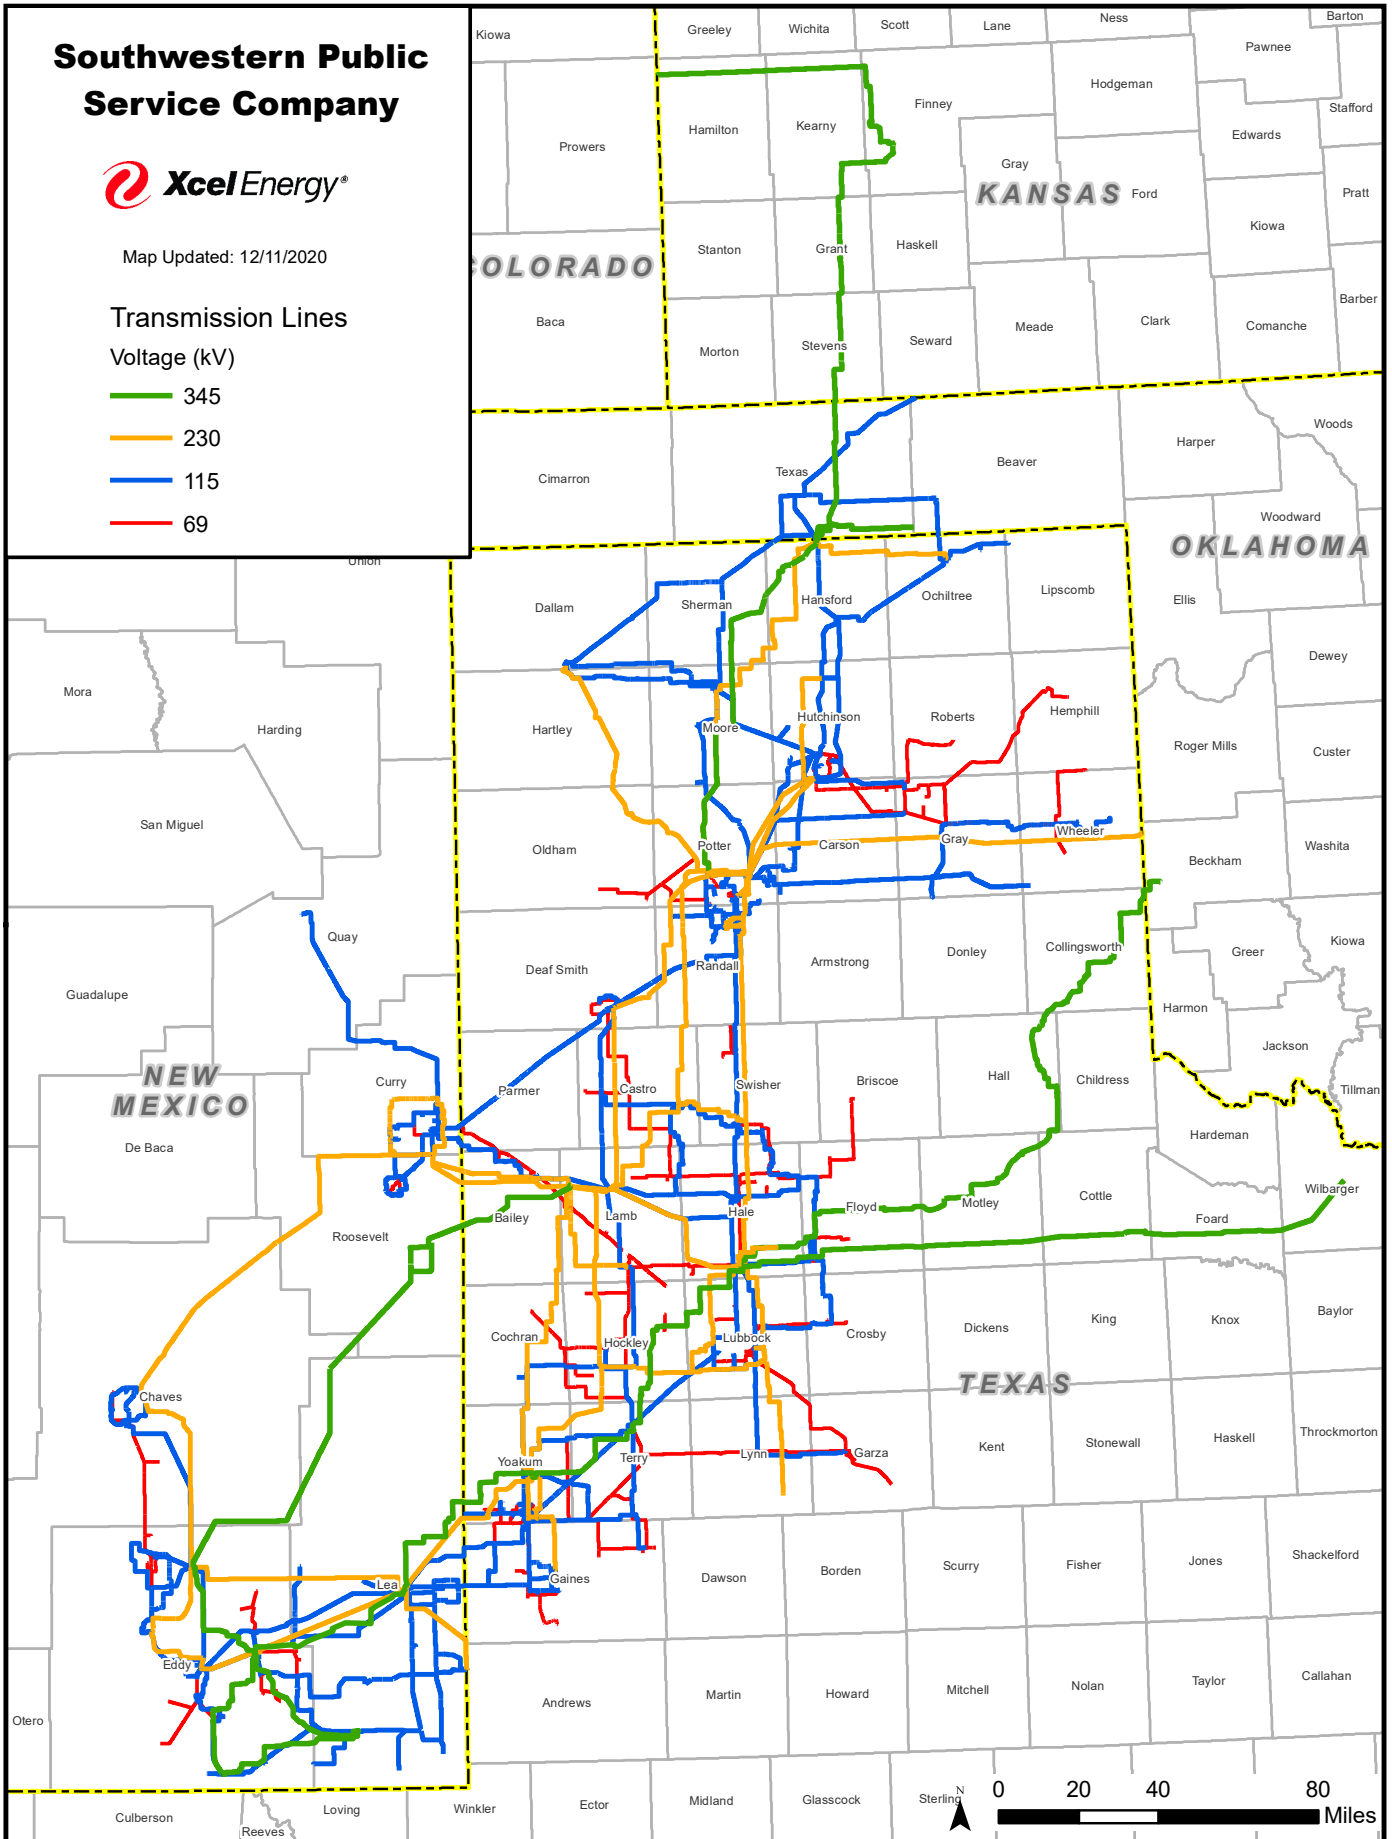 Southwestern Public
Service Company
Xcel Energy®
Map Updated: 12/11/2020
Transmission Lines
Voltage (kV)
345
230
115
69
Kiowa
Greeley
Wichita
Scott
Lane
Ness
Barton
Pawnee
Hodgeman
Stafford
Finney
Prowers
Hamilton
Kearny
Edwards
Gray
KANSAS
Ford
Pratt
Kiowa
Stanton
Grant
Haskell
COLORADO
Barber
Baca
Morton
Stevens
Seward
Meade
Clark
Comanche
Woods
Harper
Cimarron
Texas
Beaver
Woodward
OKLAHOMA
Union
Dallam
Sherman
Hansford
Ochiltree
Lipscomb
Ellis
Dewey
Mora
Harding
Hartley
Moore
Hutchinson
Roberts
Hemphill
Roger Mills
Custer
San Miguel
Oldham
Potter
Carson
Gray
Wheeler
Beckham
Washita
Quay
Guadalupe
Deaf Smith
Randall
Armstrong
Donley
Collingsworth
Greer
Kiowa
Harmon
Jackson
NEW
MEXICO
Curry
Parmer
Castro
Swisher
Briscoe
Hall
Childress
Tillman
De Baca
Hardeman
Roosevelt
Bailey
Lamb
Hale
Floyd
Motley
Cottle
Foard
Wilbarger
Cochran
Hockley
Lubbock
Crosby
Dickens
King
Knox
Baylor
TEXAS
Chaves
Yoakum
Terry
Lynn
Garza
Kent
Stonewall
Haskell
Throckmorton
Lea
Gaines
Dawson
Borden
Scurry
Fisher
Jones
Shackelford
Eddy
Otero
Andrews
Martin
Howard
Mitchell
Nolan
Taylor
Callahan
Culberson
Reeves
Loving
Winkler
Ector
Midland
Glasscock
Sterling
N
0 20 40 80
Miles